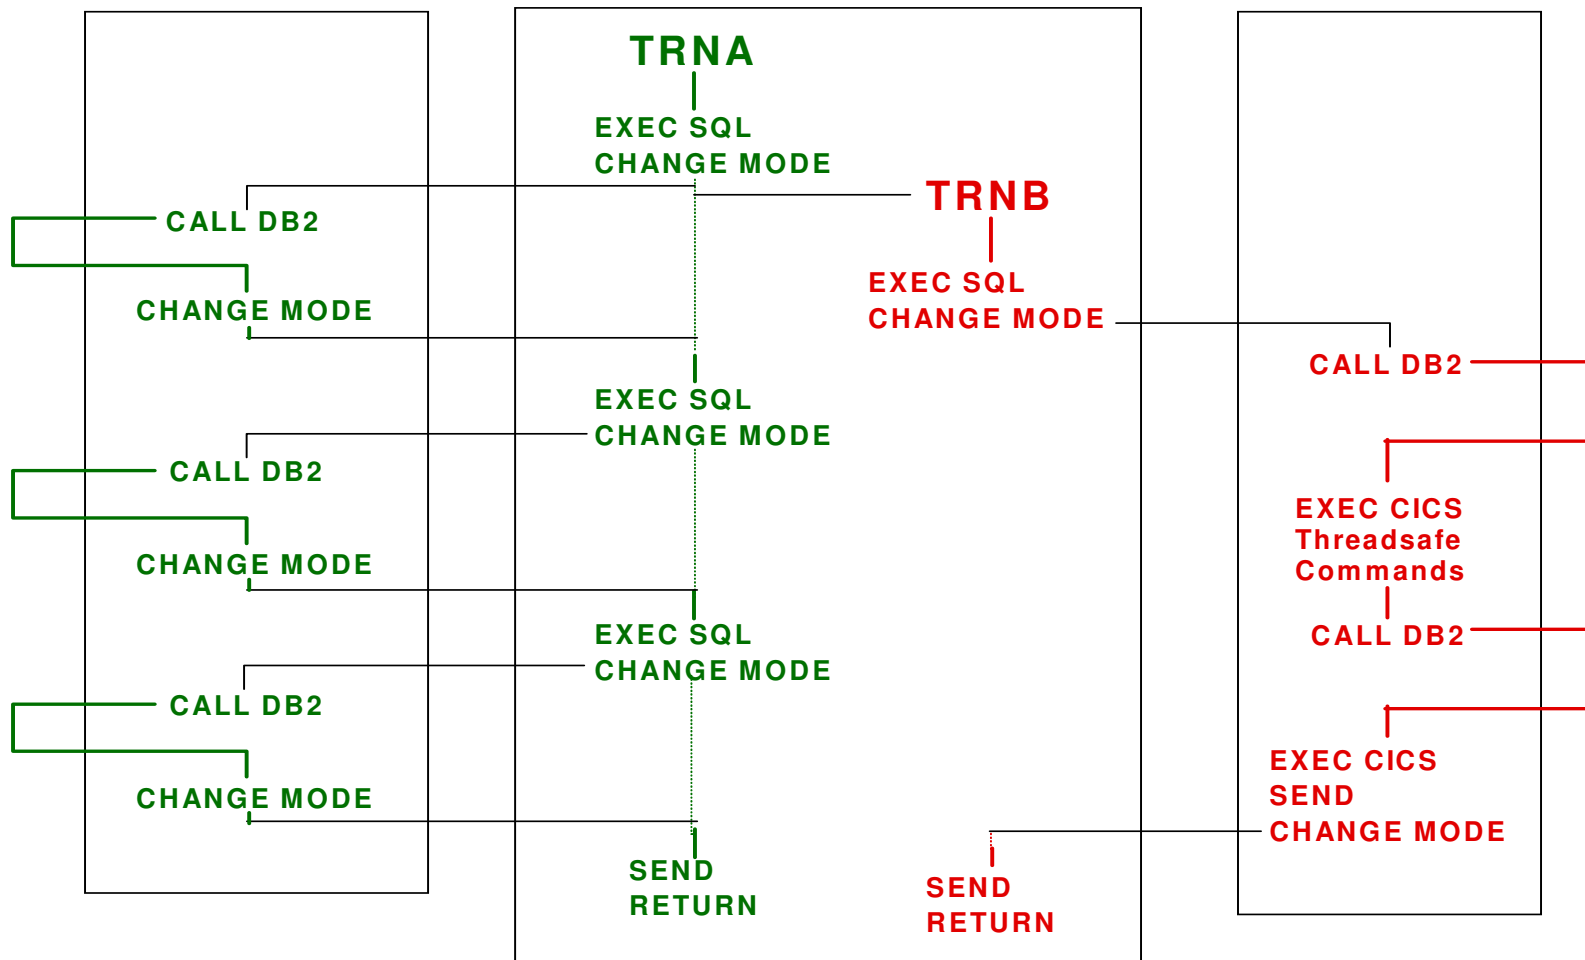 TRNA
EXEC SQL
CHANGE MODE
TRNB
CALL DB2
EXEC SQL
CHANGE MODE
CHANGE MODE
CALL DB2
EXEC SQL
CHANGE MODE
CALL DB2
EXEC CICS
Threadsafe
Commands
CHANGE MODE
EXEC SQL
CHANGE MODE
CALL DB2
CALL DB2
EXEC CICS
SEND
CHANGE MODE
CHANGE MODE
SEND
RETURN
SEND
RETURN